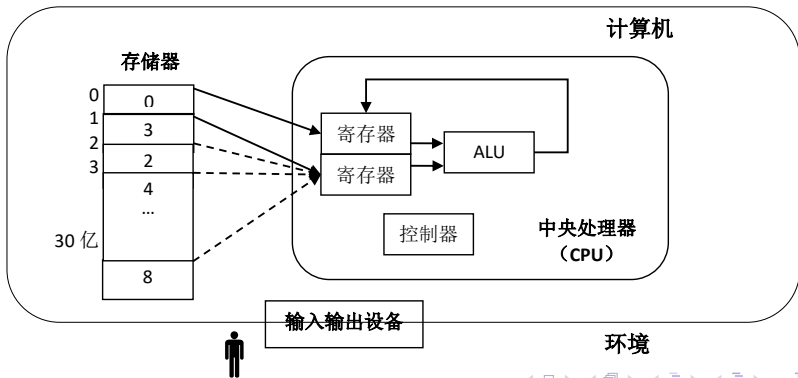 计算机
存储器
0
0
1
3
2
2
3
4
...
30 亿
8
寄存器
寄存器
ALU
控制器
中央处理器
（CPU）
输入输出设备
环境